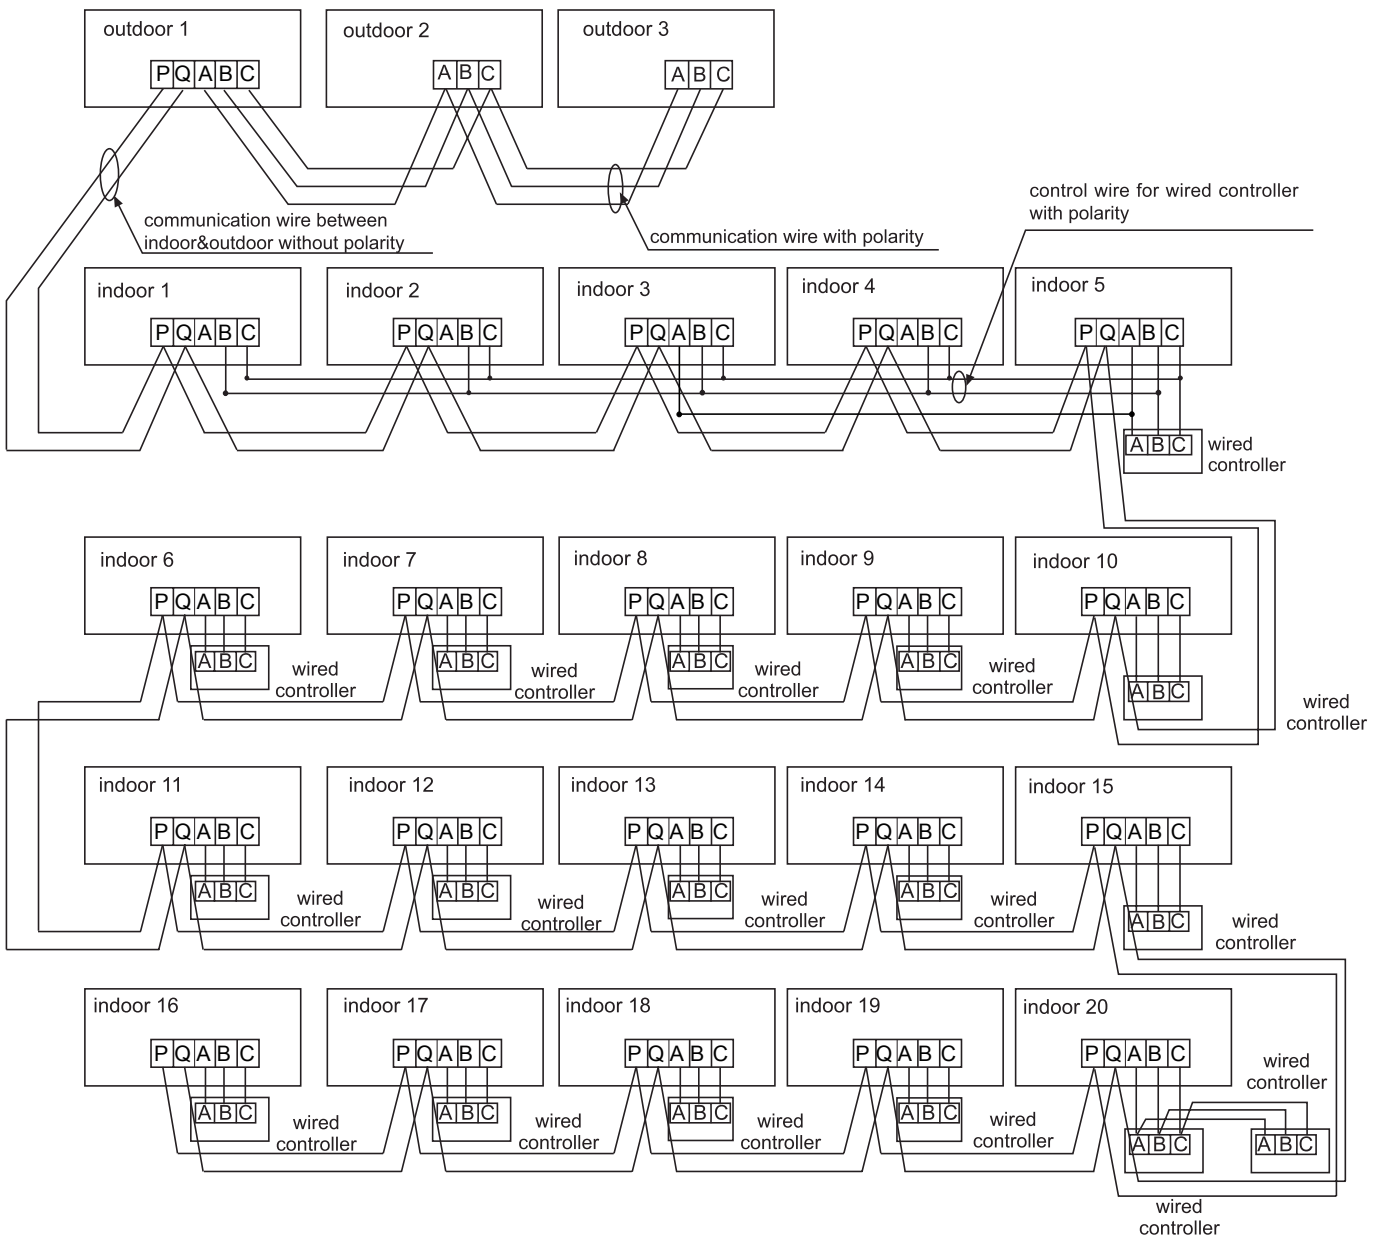 outdoor 1
outdoor 2
outdoor 3
P Q A B C
A B C
A B C
communication wire between
indoor&outdoor without polarity
communication wire with polarity
control wire for wired controller
with polarity
indoor 1
indoor 2
indoor 3
indoor 4
indoor 5
P Q A B C
P Q A B C
P Q A B C
P Q A B C
P Q A B C
A B C
wired
controller
indoor 6
indoor 7
indoor 8
indoor 9
indoor 10
P Q A B C
P Q A B C
P Q A B C
P Q A B C
P Q A B C
A B C
wired
controller
A B C
wired
controller
A B C
wired
controller
A B C
wired
controller
A B C
wired
controller
indoor 11
indoor 12
indoor 13
indoor 14
indoor 15
P Q A B C
P Q A B C
P Q A B C
P Q A B C
P Q A B C
A B C
wired
controller
A B C
wired
controller
A B C
wired
controller
A B C
wired
controller
A B C
wired
controller
indoor 16
indoor 17
indoor 18
indoor 19
indoor 20
P Q A B C
P Q A B C
P Q A B C
P Q A B C
P Q A B C
A B C
wired
controller
A B C
wired
controller
A B C
wired
controller
A B C
wired
controller
wired
controller
A B C
A B C
wired
controller